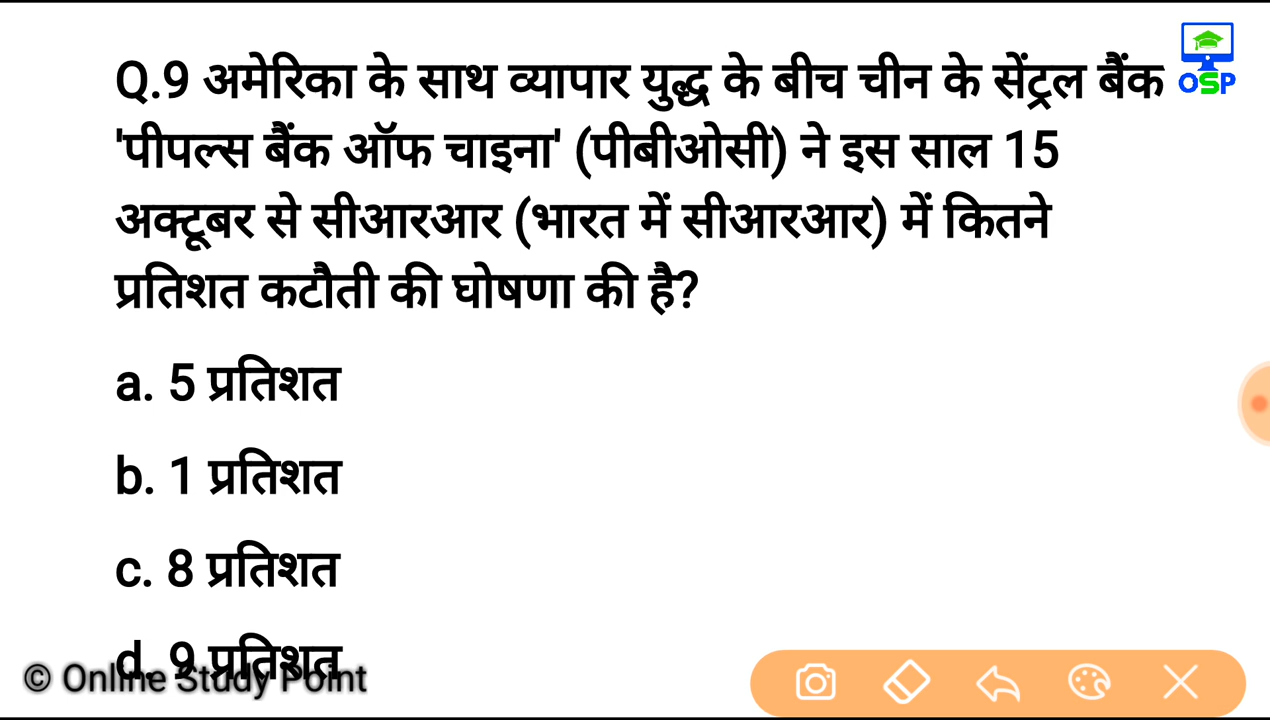 Q.9 अमेरिका के साथ व्यापार युद्ध के बीच चीन के सेंट्रल बैंक
OSP
'पीपल्स बैंक ऑफ चाइना' (पीबीओसी) ने इस साल 15
अक्टूबर से सीआरआर (भारत में सीआरआर) में कितने
प्रतिशत कटौती की घोषणा की है?
a. 5 प्रतिशत
b. 1 प्रतिशत
c. 8 प्रतिशत
d. 9 प्रतिशत
© Online Study Point